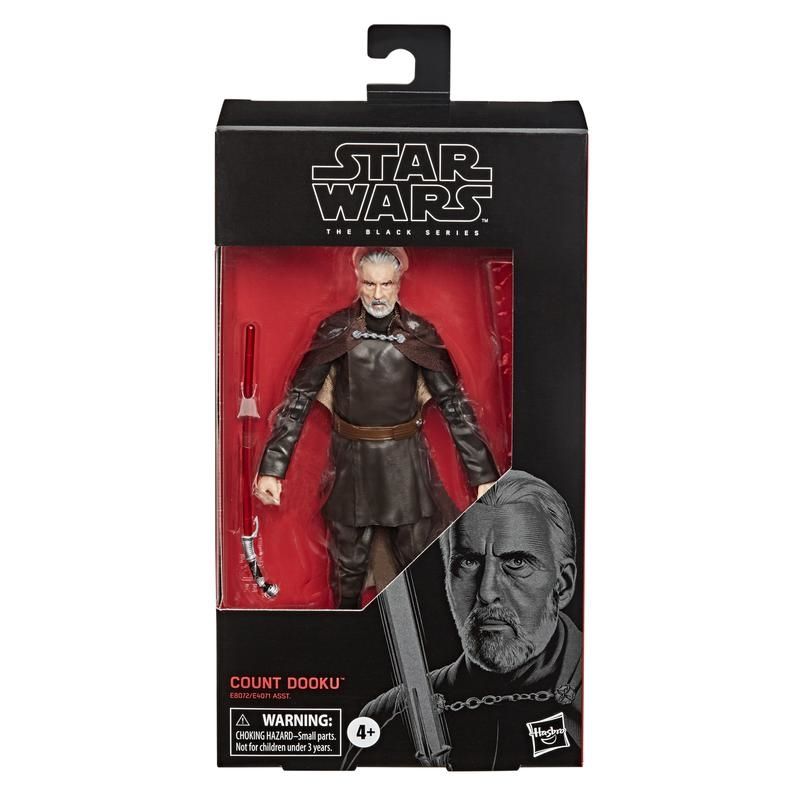 STAR
WARS™
THE BLACK SERIES
COUNT DOOKU™
E8072/E4071 ASST.
WARNING:
CHOKING HAZARD–Small parts.
Not for children under 3 years.
4+
Hasbro